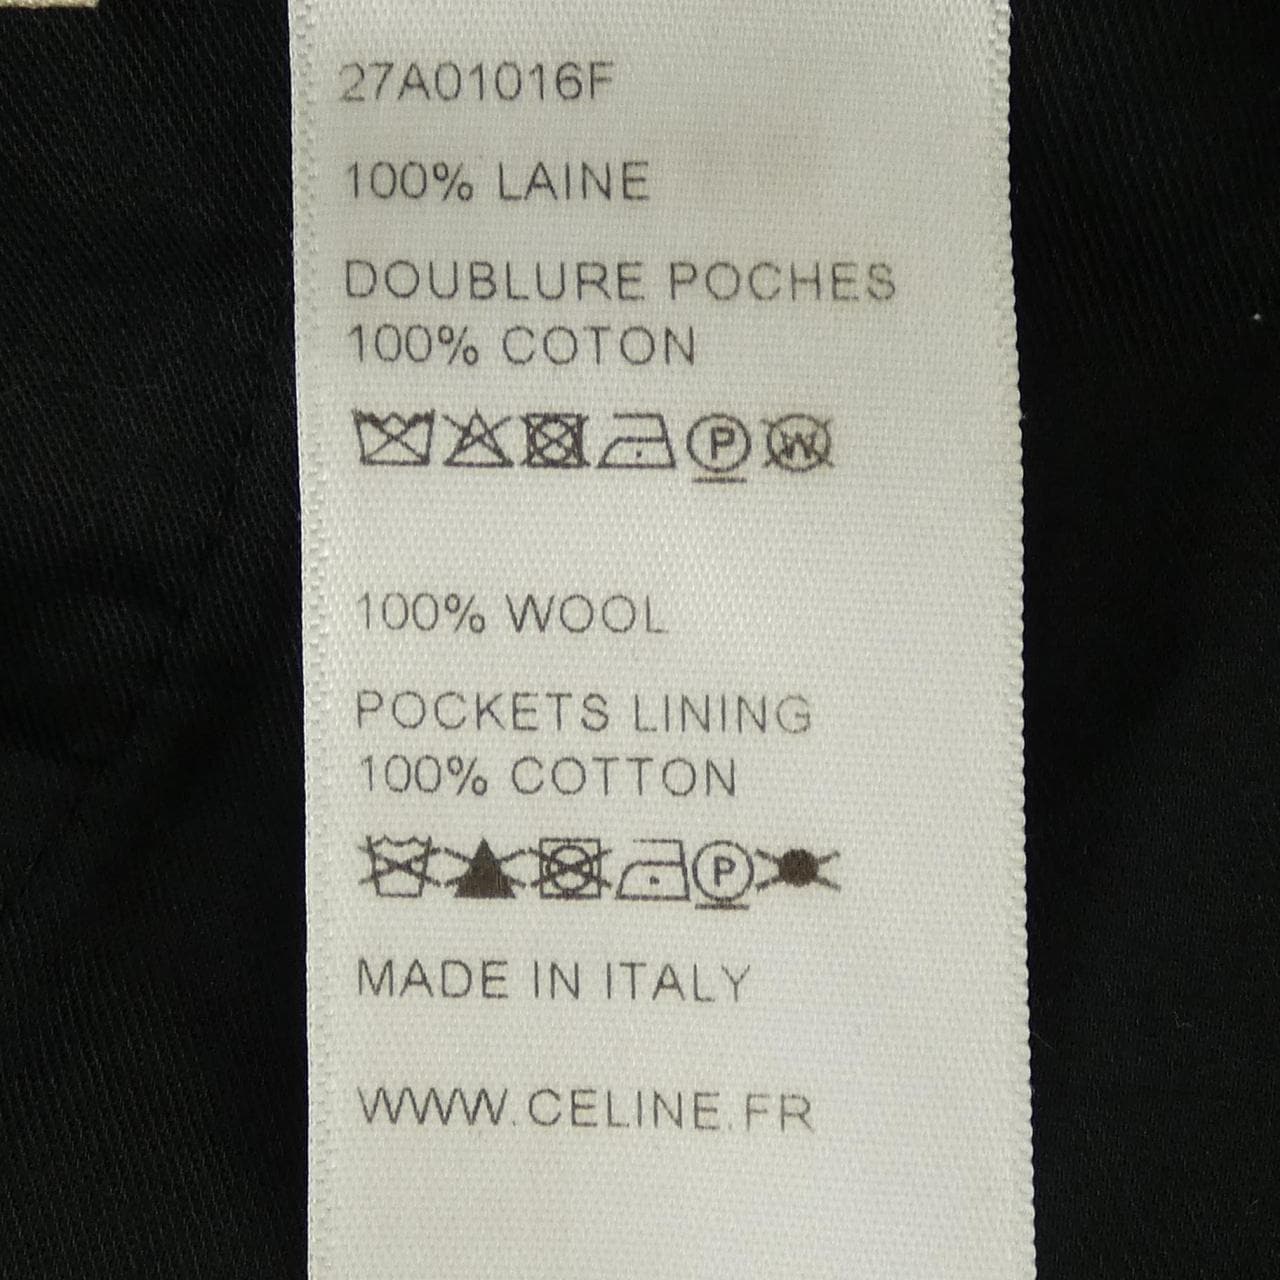 27A01016F
100% LAINE
DOUBLURE POCHES
100% COTON
P W
100% WOOL
POCKETS LINING
100% COTTON
P
MADE IN ITALY
WWW.CELINE.FR